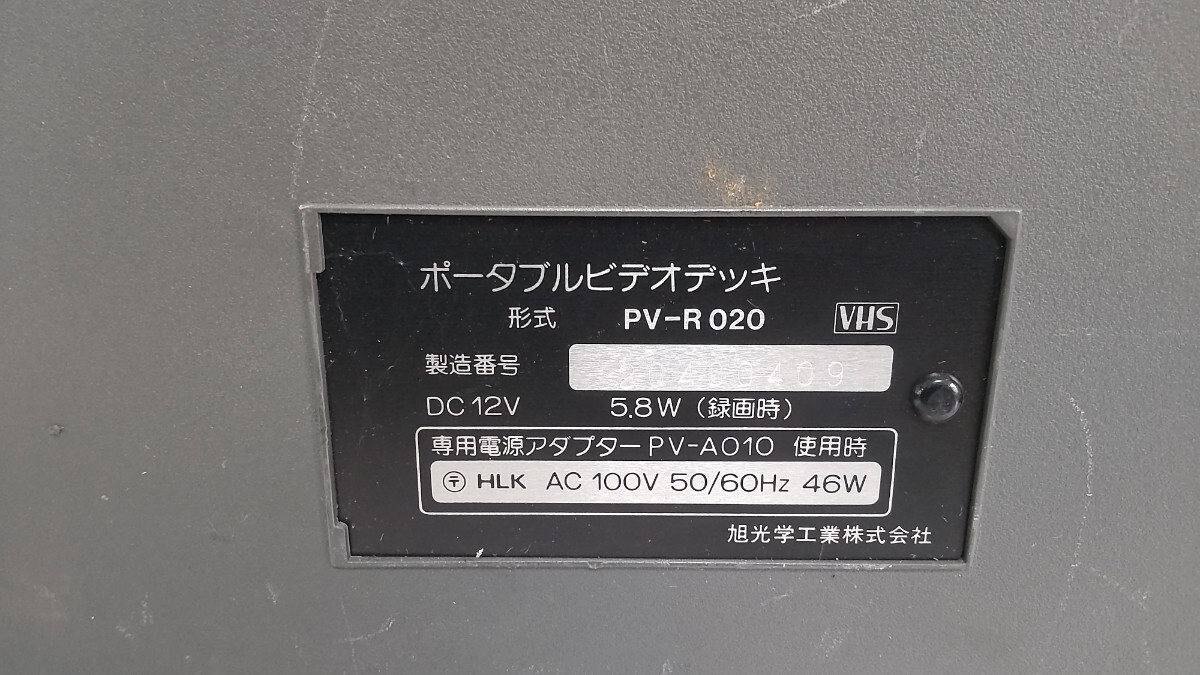 ポータブルビデオデッキ
形式 PV-R020 VHS
製造番号
DC12V 5.8W (録画時)
専用電源アダプターPV-A010 使用時
〒 HLK AC 100V 50/60Hz 46W
旭光学工業株式会社